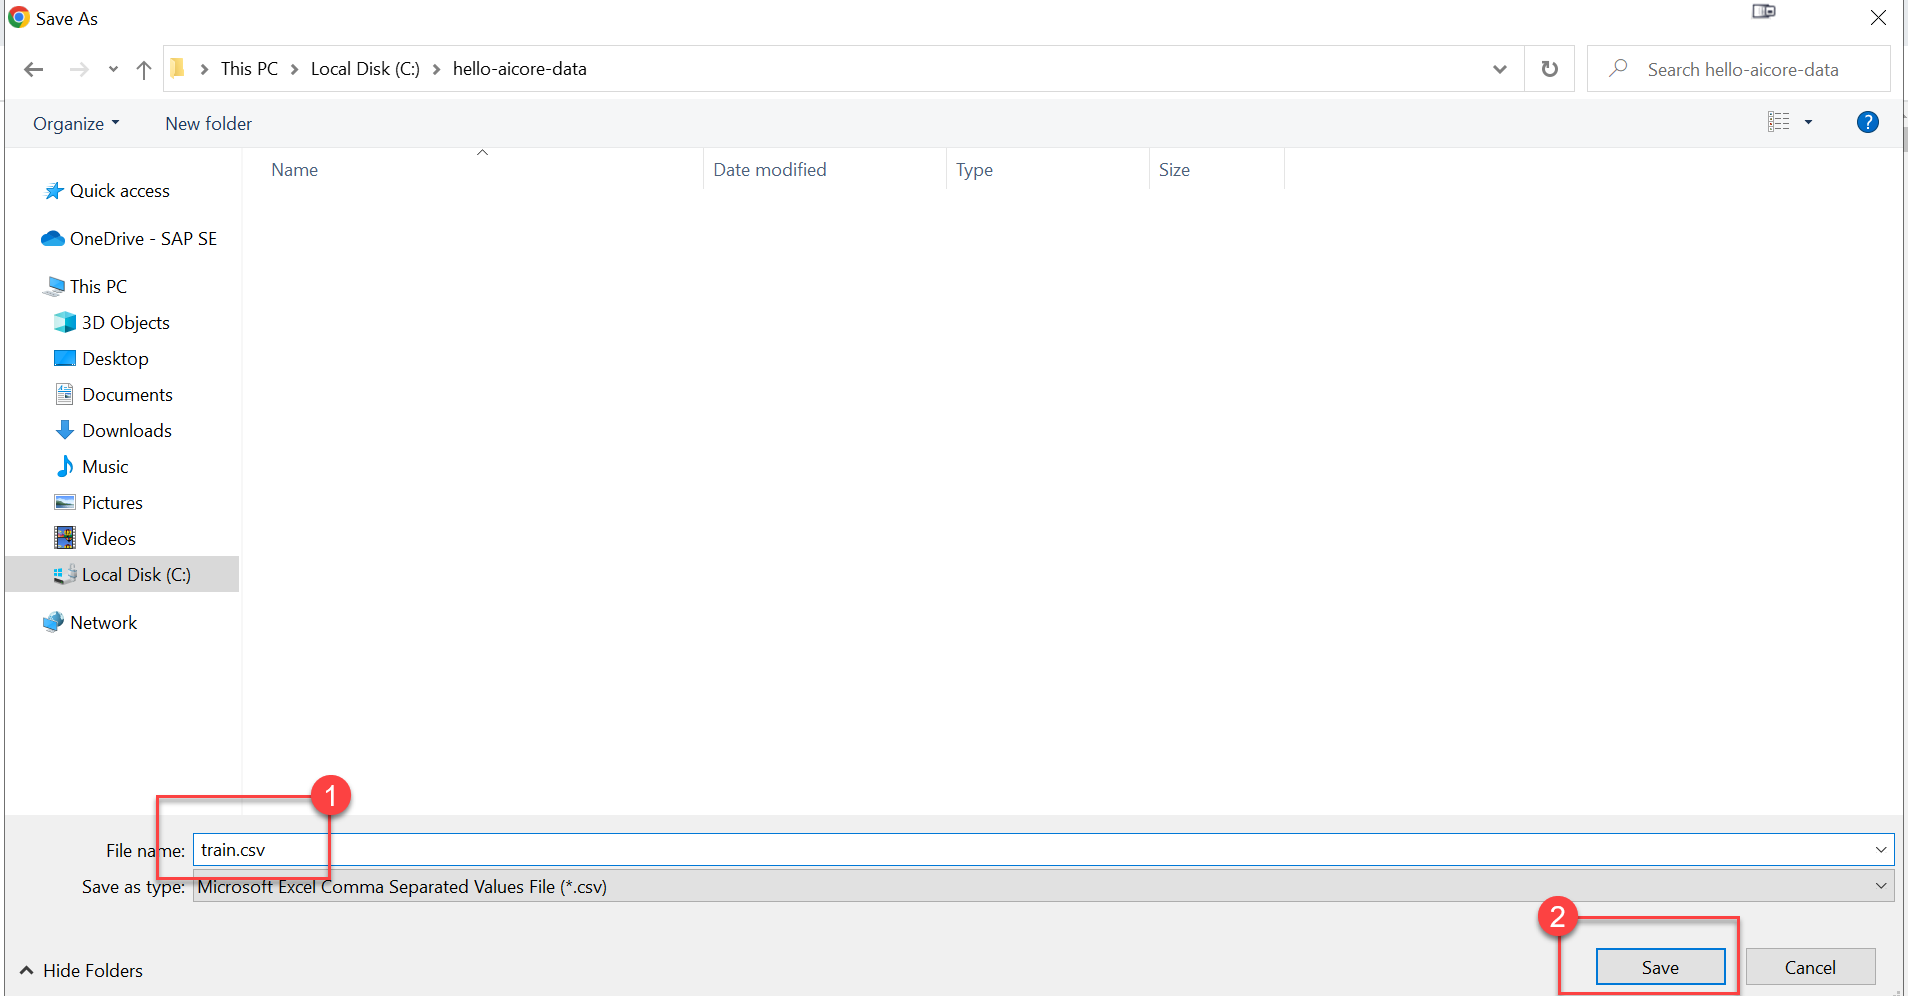 Save As
This PC Local Disk (C:) hello-aicore-data
Search hello-aicore-data
Organize
New folder
?
Name
Date modified
Type
Size
Quick access
OneDrive - SAP SE
This PC
3D Objects
Desktop
Documents
Downloads
Music
Pictures
Videos
Local Disk (C:)
Network
1
File name: train.csv
Save as type: Microsoft Excel Comma Separated Values File (*.csv)
2
Hide Folders
Save
Cancel